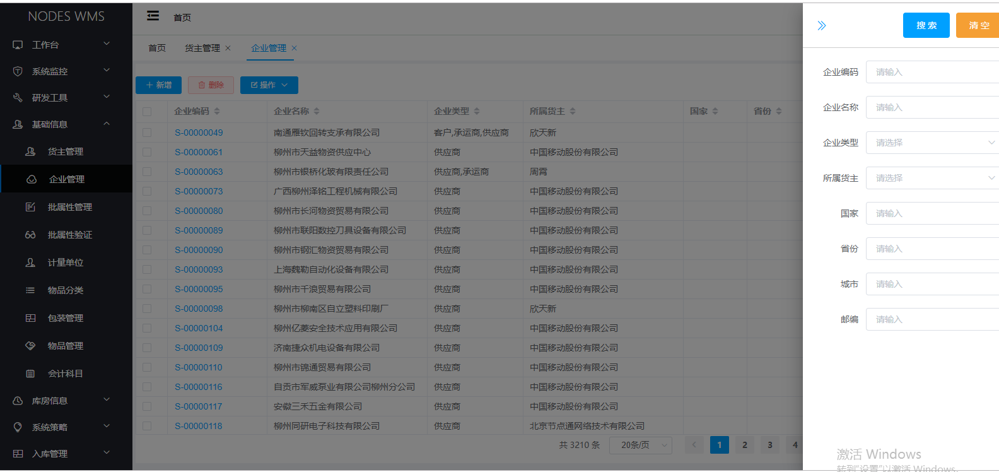 NODES WMS
工作台
系统监控
研发工具
基础信息
货主管理
企业管理
批属性管理
批属性验证
计量单位
物品分类
包装管理
物品管理
会计科目
库房信息
系统策略
入库管理
首页
首页 货主管理 企业管理
新增 删除 操作
企业编码 企业名称 企业类型 所属货主 国家 省份
S-00000049 南通雁钦回转支承有限公司 客户,承运商,供应商 欣天新
S-00000061 柳州市天益物资供应中心 供应商 中国移动股份有限公司
S-00000063 柳州市银桥化玻有限责任公司 供应商,承运商 周霄
S-00000073 广西柳州泽铭工程机械有限公司 供应商 中国移动股份有限公司
S-00000080 柳州市长河物资贸易有限公司 供应商 中国移动股份有限公司
S-00000089 柳州市联阳数控刀具设备有限公司 供应商 中国移动股份有限公司
S-00000090 柳州市钢汇物资贸易有限公司 供应商 中国移动股份有限公司
S-00000093 上海魏勒自动化设备有限公司 供应商 中国移动股份有限公司
S-00000095 柳州市千浪贸易有限公司 供应商 中国移动股份有限公司
S-00000098 柳州市柳南区自立塑料印刷厂 供应商 欣天新
S-00000104 柳州亿菱安全技术应用有限公司 供应商 中国移动股份有限公司
S-00000109 济南捷众机电设备有限公司 供应商 中国移动股份有限公司
S-00000110 柳州市锦通贸易有限公司 供应商 中国移动股份有限公司
S-00000116 自贡市军威泵业有限公司柳州分公司 供应商 中国移动股份有限公司
S-00000117 安徽三禾五金有限公司 供应商 中国移动股份有限公司
S-00000118 柳州同研电子科技有限公司 供应商 北京节点通网络技术有限公司
共 3210 条 20条/页 1 2 3 4
搜 索 清 空
企业编码 请输入
企业名称 请输入
企业类型 请选择
所属货主 请选择
国家 请输入
省份 请输入
城市 请输入
邮编 请输入
激活 Windows
转到"设置"以激活 Windows。